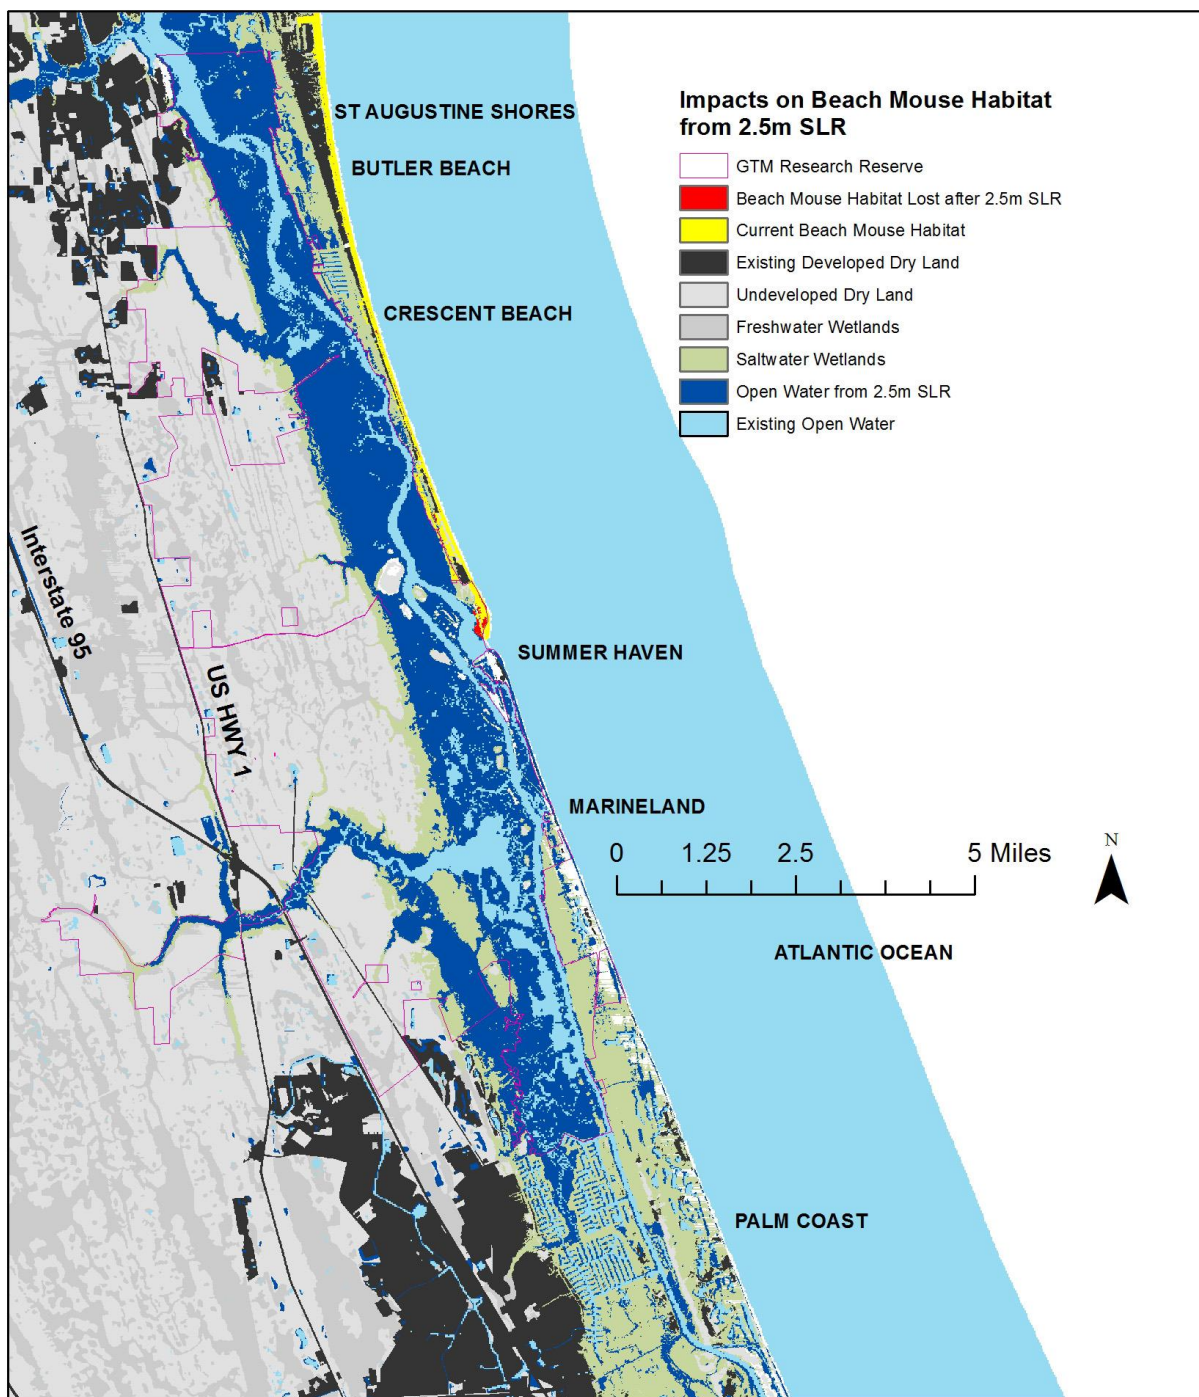 Impacts on Beach Mouse Habitat
from 2.5m SLR
GTM Research Reserve
Beach Mouse Habitat Lost after 2.5m SLR
Current Beach Mouse Habitat
Existing Developed Dry Land
Undeveloped Dry Land
Freshwater Wetlands
Saltwater Wetlands
Open Water from 2.5m SLR
Existing Open Water
ST AUGUSTINE SHORES
BUTLER BEACH
CRESCENT BEACH
Interstate 95
US HWY 1
SUMMER HAVEN
MARINELAND
0 1.25 2.5 5 Miles
N
ATLANTIC OCEAN
PALM COAST